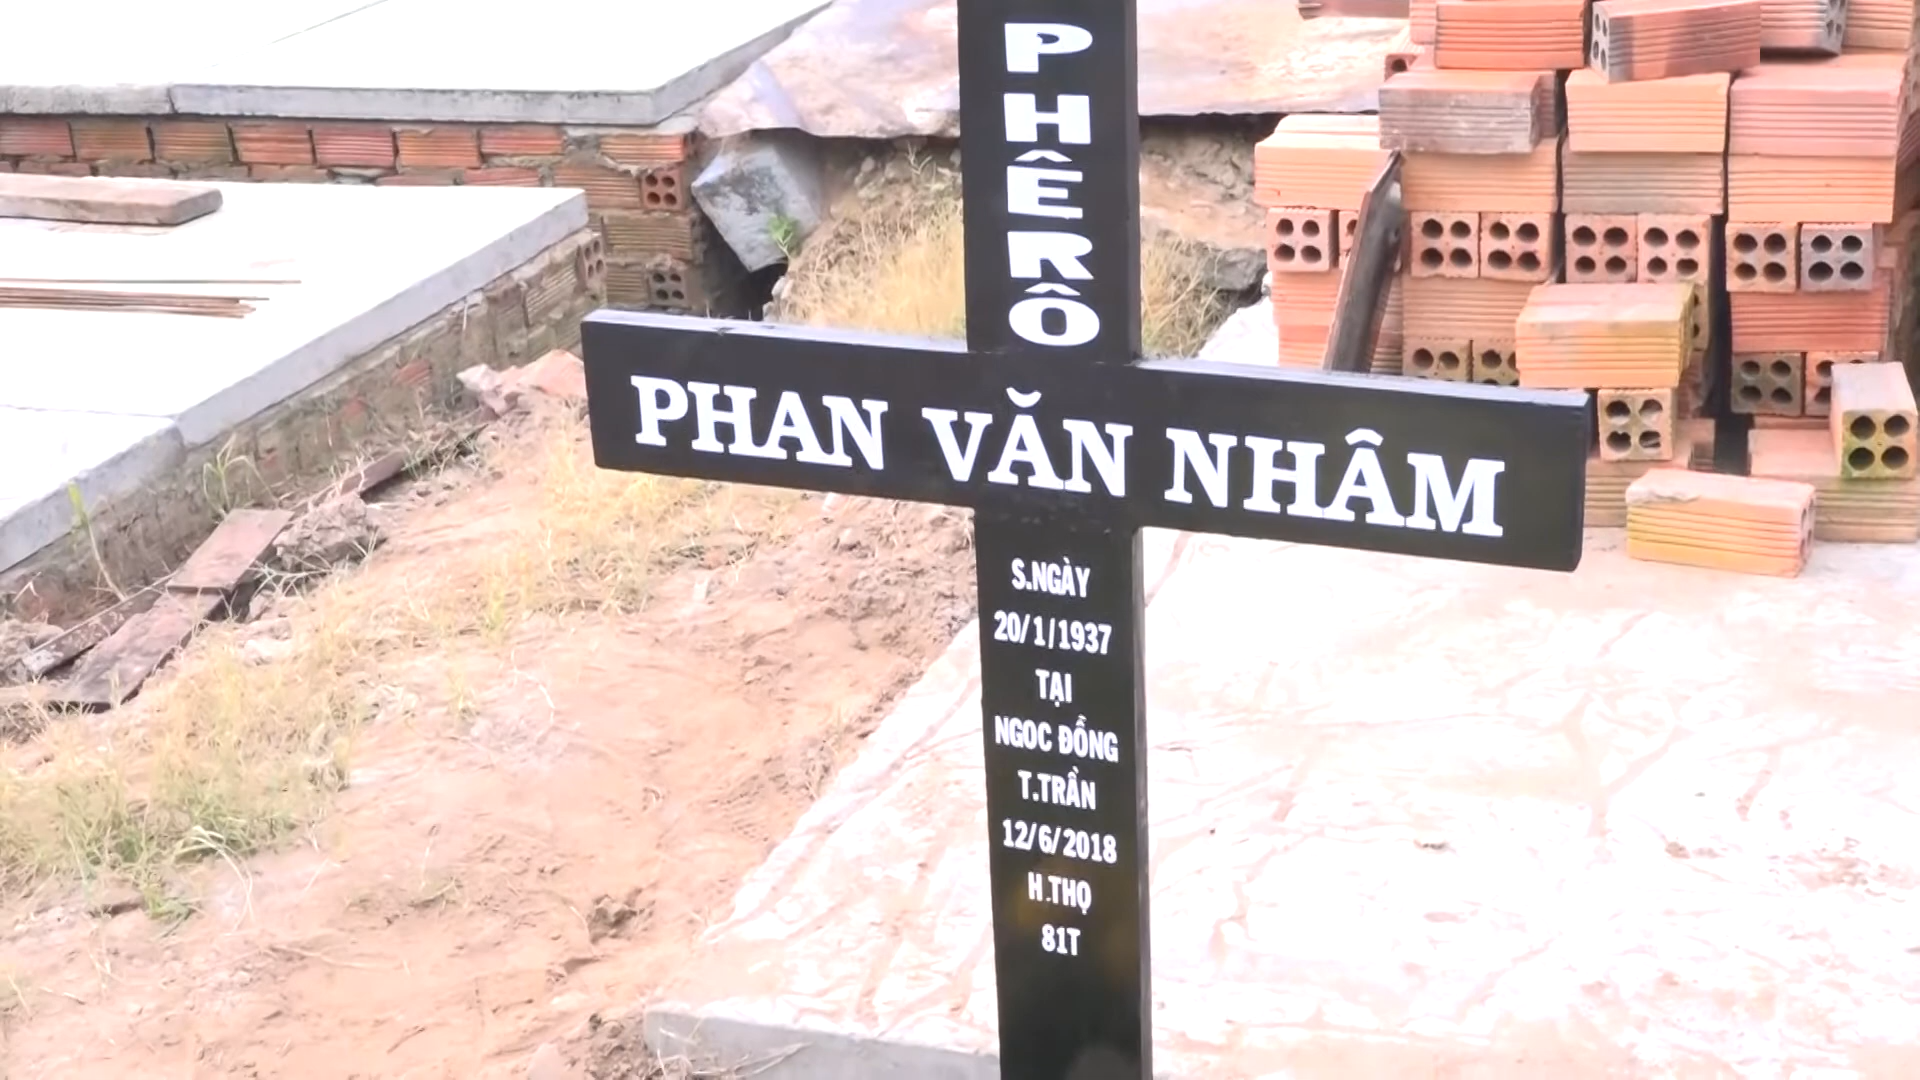 PHÊRÔ
PHAN VĂN NHÂM
S.NGÀY
20/1/1937
TẠI
NGOC ĐỒNG
T.TRẦN
12/6/2018
H.THỌ
81T